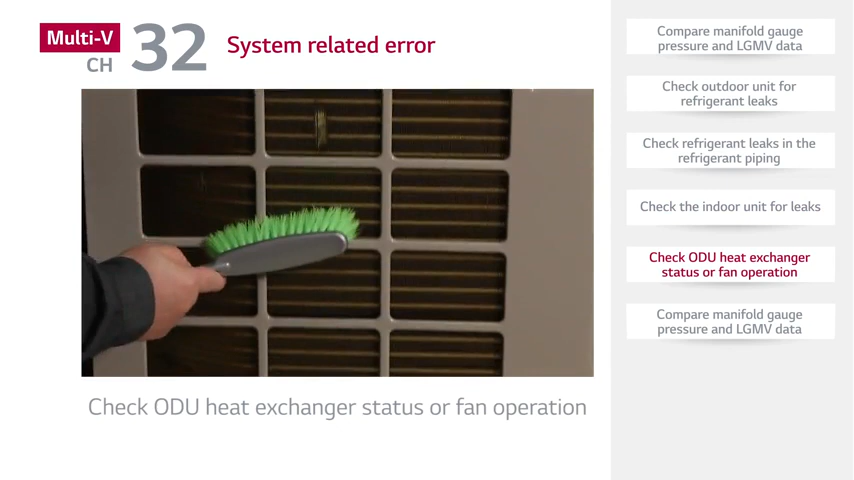 Multi-V
CH
32
System related error
Check ODU heat exchanger status or fan operation
Compare manifold gauge
pressure and LGMV data
Check outdoor unit for
refrigerant leaks
Check refrigerant leaks in the
refrigerant piping
Check the indoor unit for leaks
Check ODU heat exchanger
status or fan operation
Compare manifold gauge
pressure and LGMV data